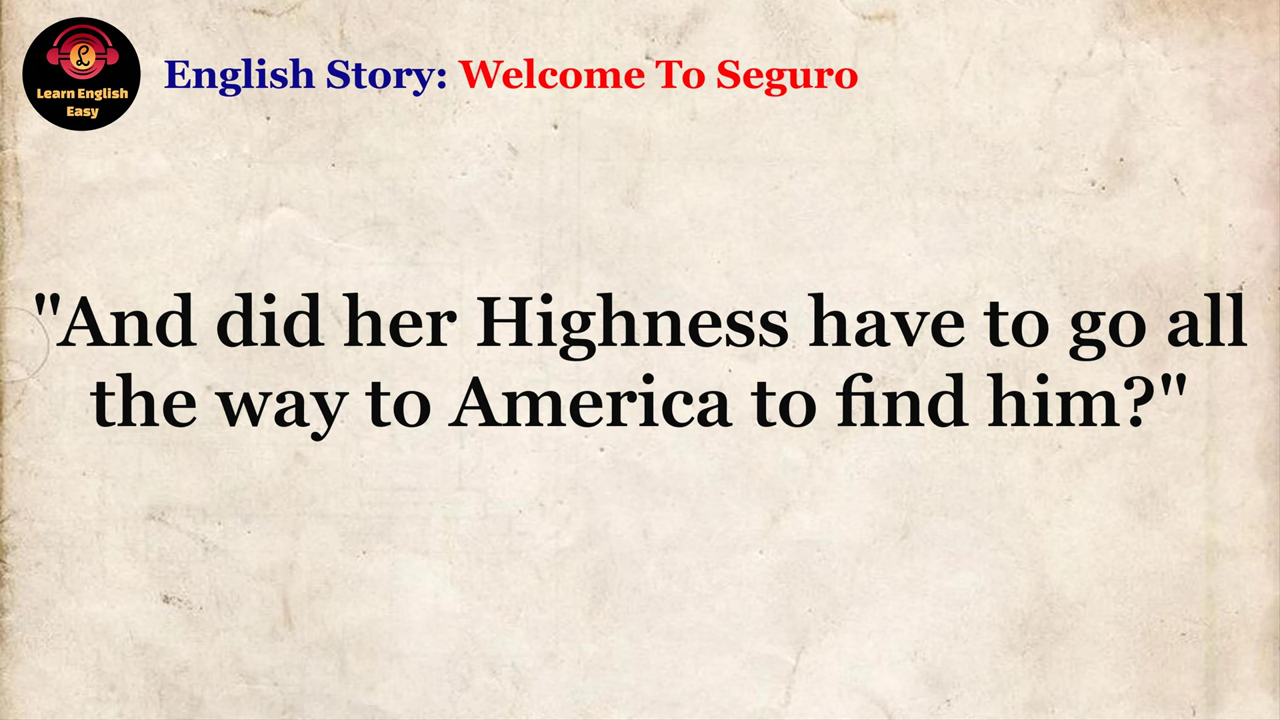 Learn English
Easy
English Story: Welcome To Seguro
"And did her Highness have to go all
the way to America to find him?"